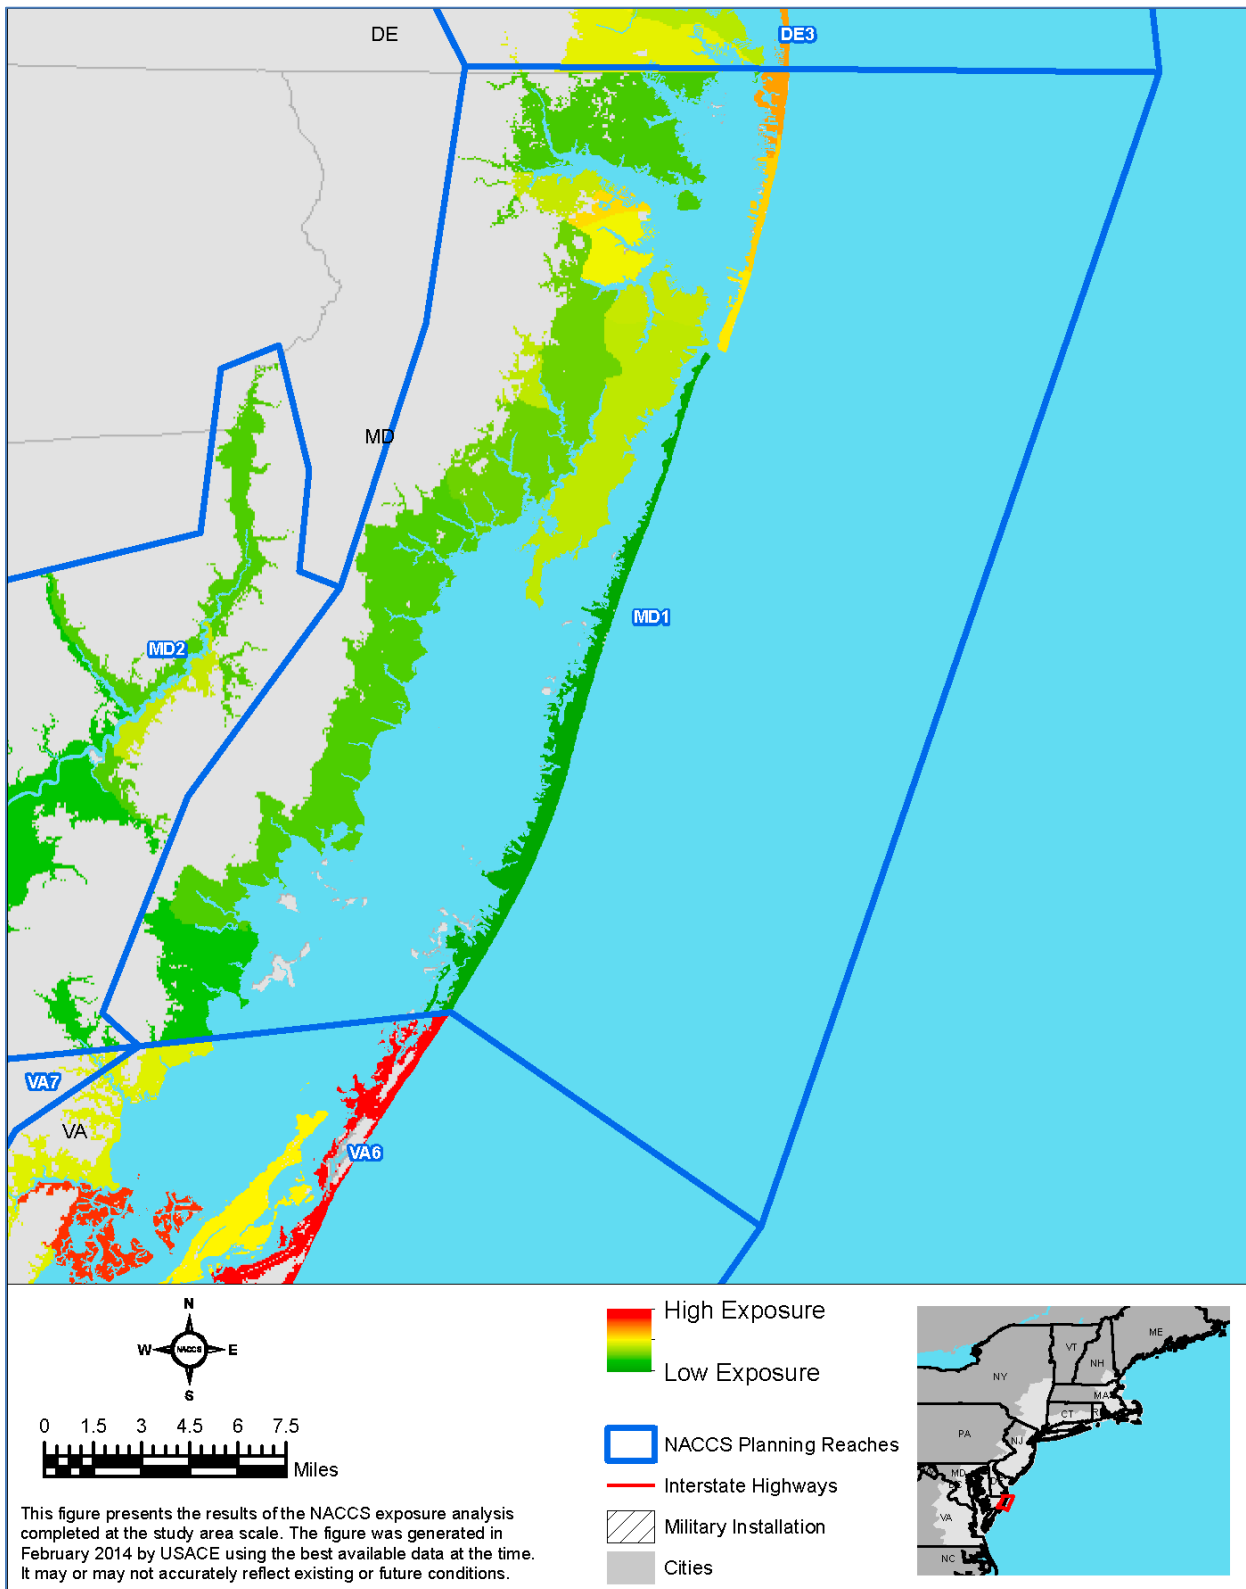 DE
DE3
MD
MD1
MD2
VA7
VA
VA6
N
W NACCS E
S
0 1.5 3 4.5 6 7.5
Miles
This figure presents the results of the NACCS exposure analysis
completed at the study area scale. The figure was generated in
February 2014 by USACE using the best available data at the time.
It may or may not accurately reflect existing or future conditions.
High Exposure
Low Exposure
NACCS Planning Reaches
Interstate Highways
Military Installation
Cities
ME
VT
NH
NY
MA
CT
PA
NJ
MD
VA
NC